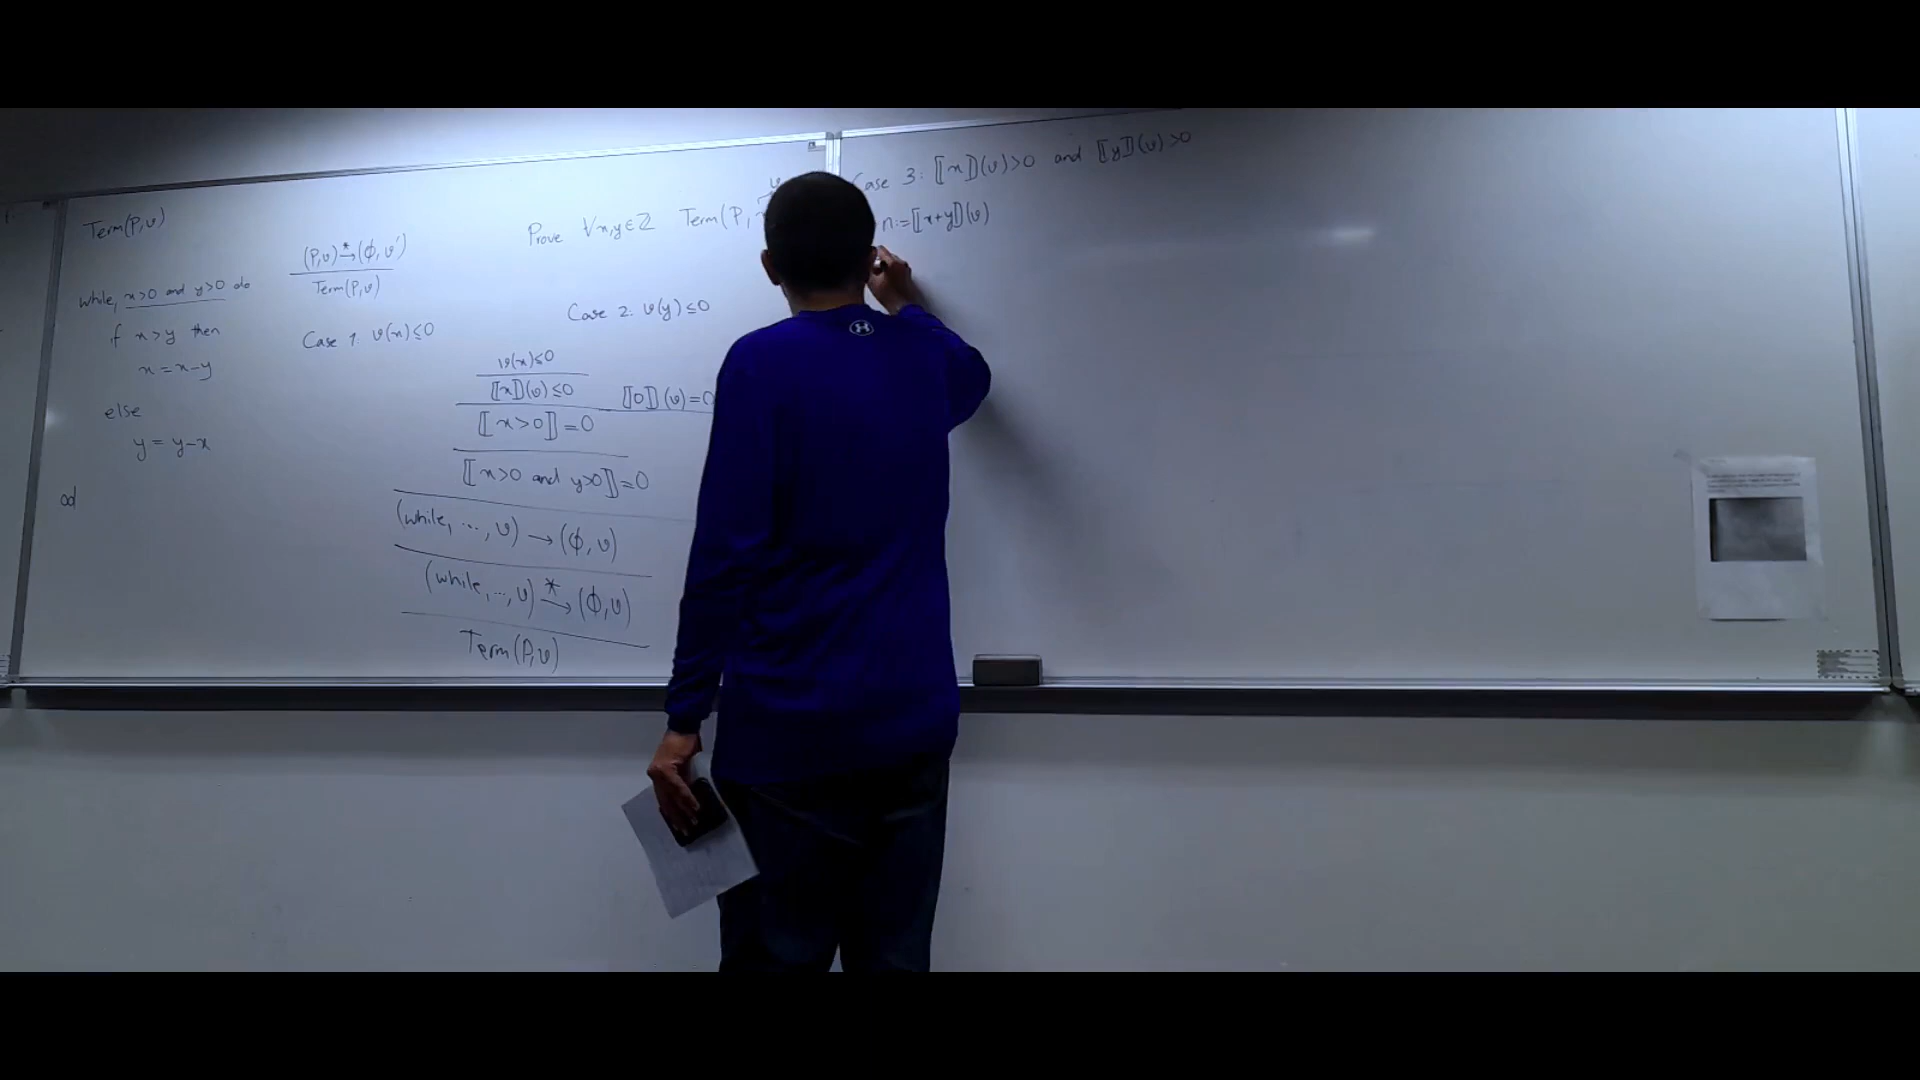 Term(P,υ)
while, x>0 and y>0 do
if x>y then
x = x-y
else
y = y-x
od
(P,υ) →* (ϕ,υ')
Term(P,υ)
Case 1: υ(x)≤0
υ(x)≤0
⟦x⟧(υ)≤0 ⟦0⟧(υ)=0
⟦x>0⟧=0
⟦x>0 and y>0⟧=0
(while, ..., υ) → (ϕ,υ)
(while, ..., υ) →* (ϕ,υ)
Term(P,υ)
Prove ∀x,y∈ℤ Term(P,
Case 2: υ(y)≤0
ase 3: ⟦x⟧(υ)>0 and ⟦y⟧(υ)>0
n:=⟦x+y⟧(υ)